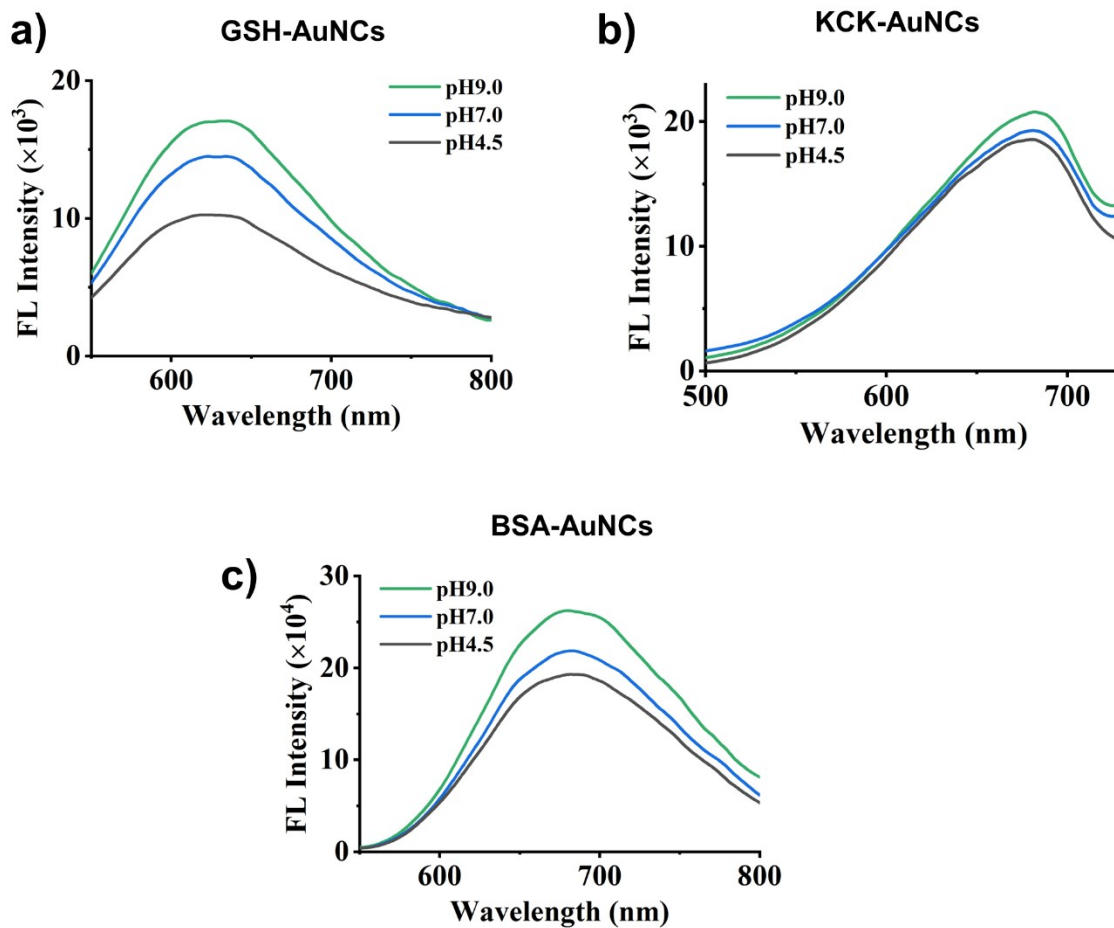 a)
GSH-AuNCs
pH9.0
pH7.0
pH4.5
20
10
0
600
700
800
FL Intensity (×10³)
Wavelength (nm)
b)
KCK-AuNCs
pH9.0
pH7.0
pH4.5
20
10
0
500
600
700
FL Intensity (×10³)
Wavelength (nm)
c)
BSA-AuNCs
pH9.0
pH7.0
pH4.5
30
20
10
0
600
700
800
FL Intensity (×10⁴)
Wavelength (nm)